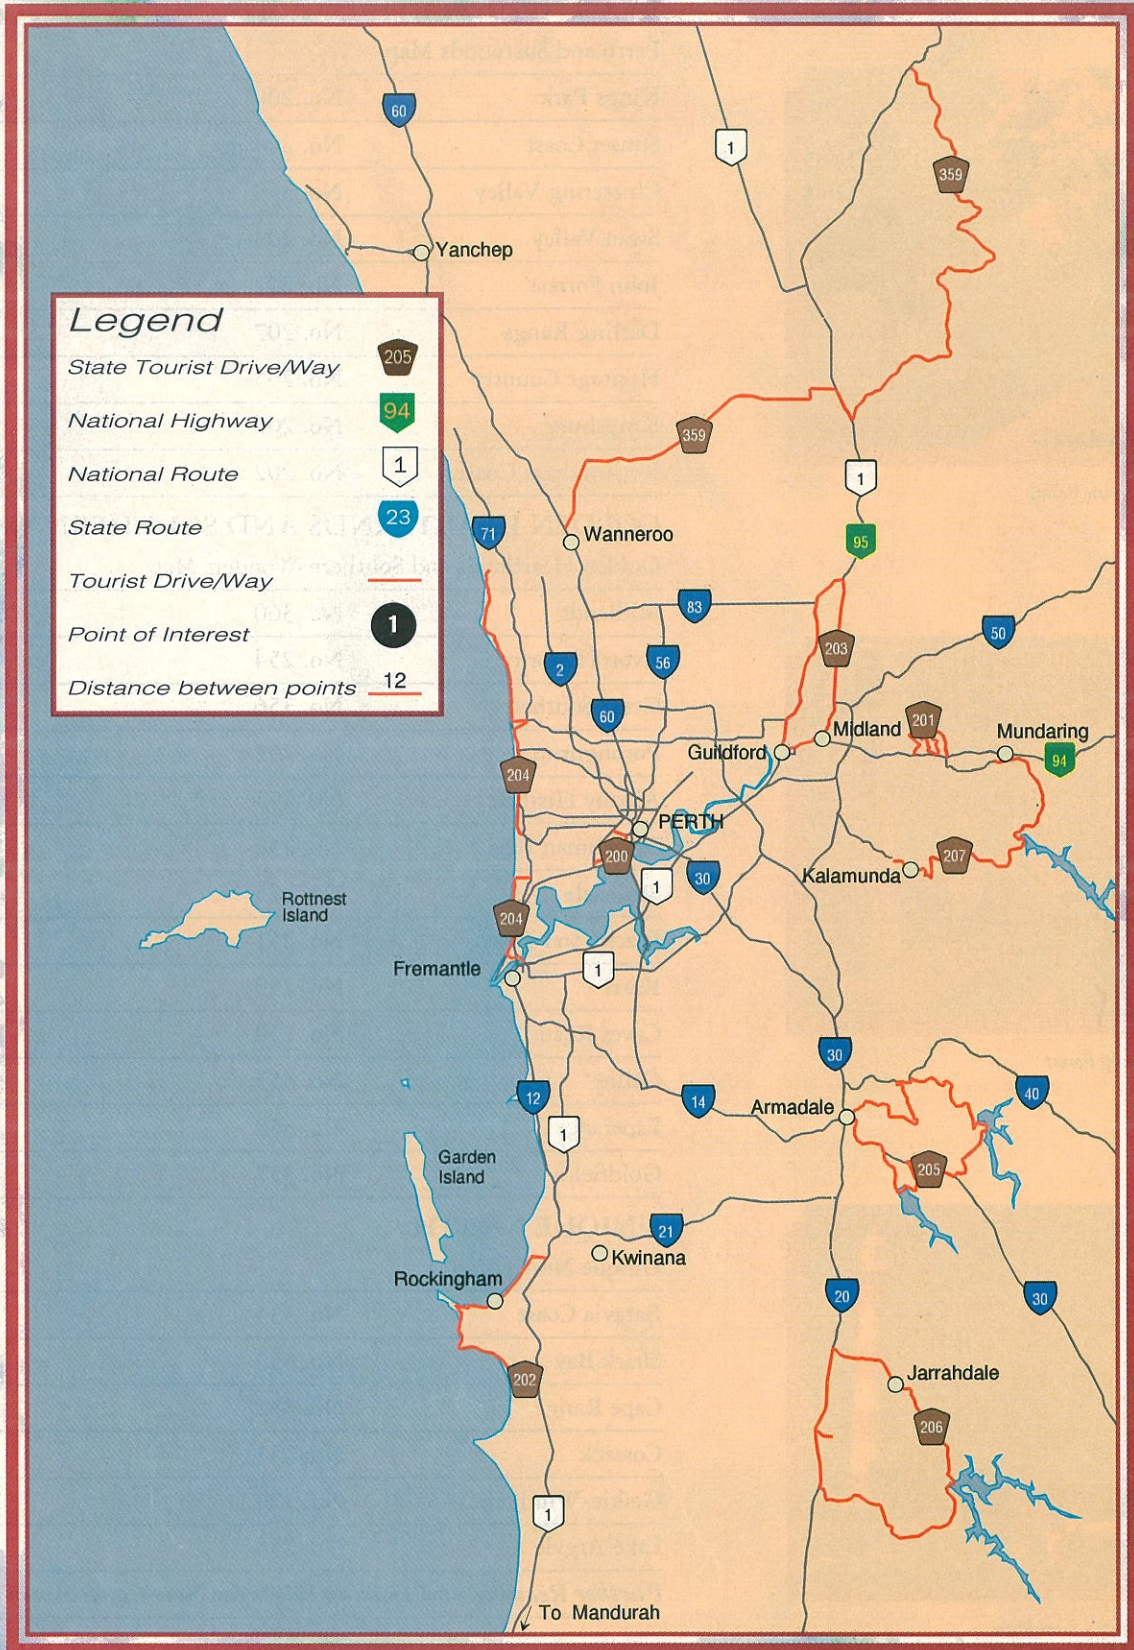 60
1
359
Yanchep
Legend
State Tourist Drive/Way 205
National Highway 94
National Route 1
State Route 23
Tourist Drive/Way
Point of Interest 1
Distance between points 12
359
1
71
Wanneroo
95
83
50
203
2
56
60
201
Midland
Mundaring
Guildford
94
204
PERTH
200
207
30
Kalamunda
1
Rottnest
Island
204
Fremantle
1
30
40
12
14
Armadale
1
Garden
Island
205
21
Kwinana
Rockingham
20
30
Jarrahdale
202
206
1
To Mandurah